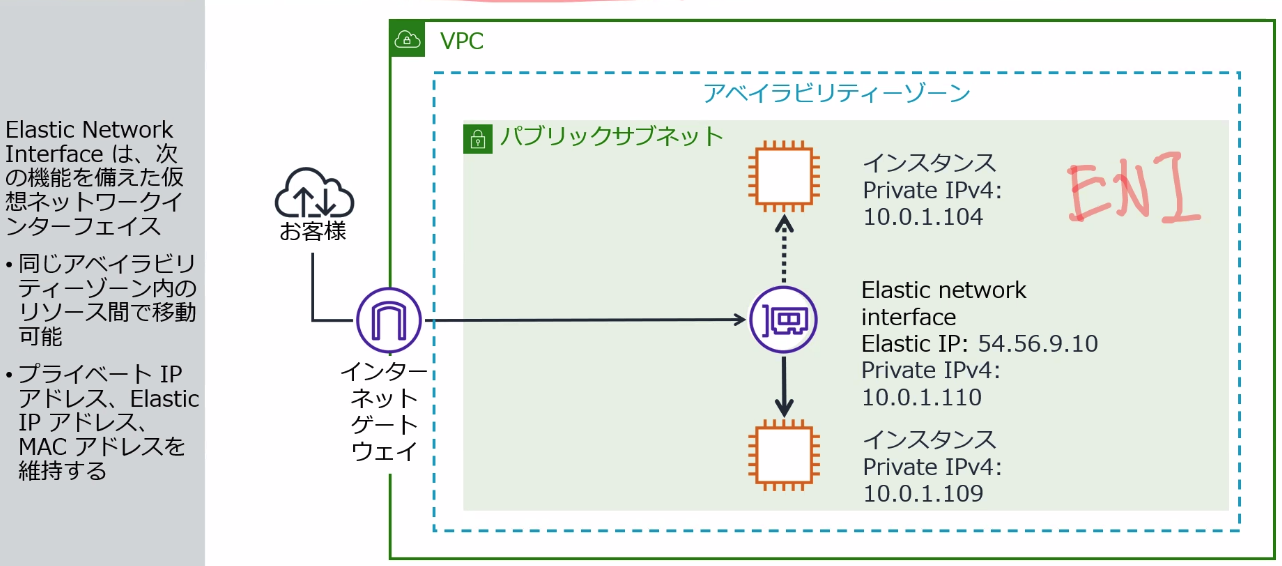 Elastic Network
Interface は、次
の機能を備えた仮
想ネットワークイ
ンターフェイス
• 同じアベイラビリ
ティーゾーン内の
リソース間で移動
可能
• プライベート IP
アドレス、Elastic
IP アドレス、
MAC アドレスを
維持する
お客様
インター
ネット
ゲート
ウェイ
VPC
アベイラビリティーゾーン
パブリックサブネット
インスタンス
Private IPv4:
10.0.1.104
ENI
Elastic network
interface
Elastic IP: 54.56.9.10
Private IPv4:
10.0.1.110
インスタンス
Private IPv4:
10.0.1.109